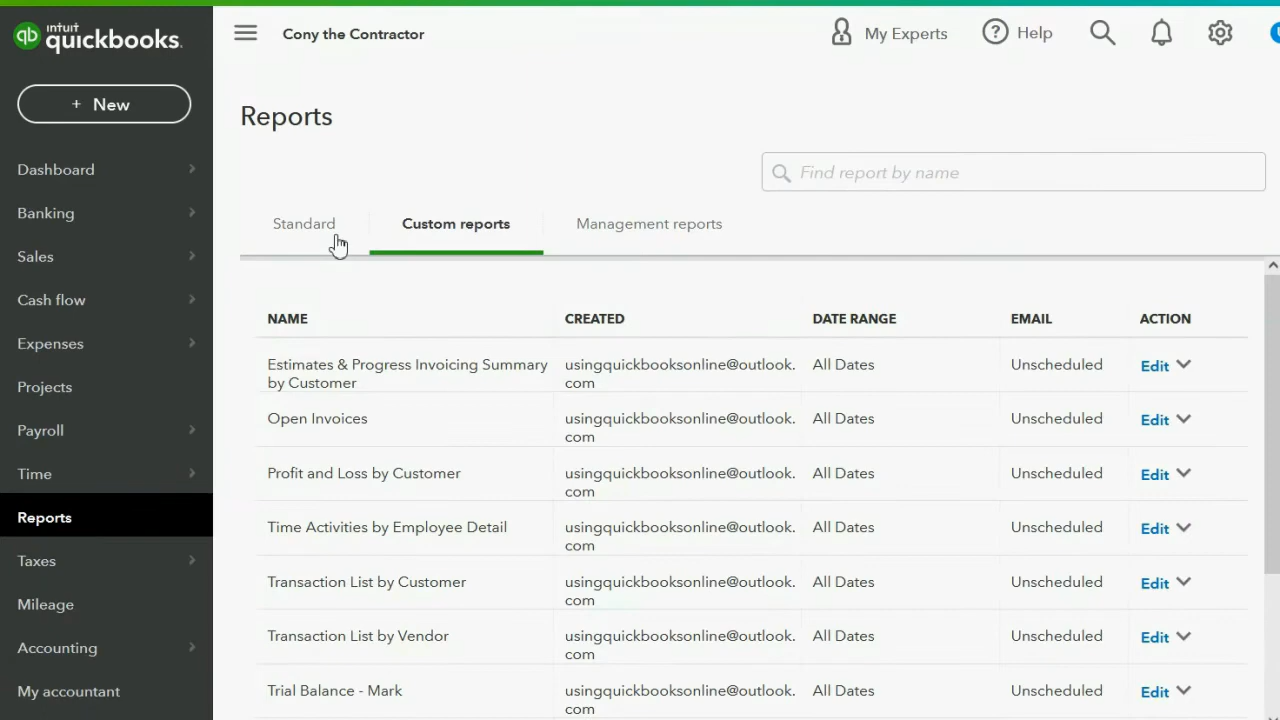 intuit
quickbooks.
Cony the Contractor
My Experts
Help
+ New
Dashboard
Banking
Sales
Cash flow
Expenses
Projects
Payroll
Time
Reports
Taxes
Mileage
Accounting
My accountant
Reports
Find report by name
Standard
Custom reports
Management reports
NAME CREATED DATE RANGE EMAIL ACTION
Estimates & Progress Invoicing Summary usingquickbooksonline@outlook. All Dates Unscheduled Edit
by Customer com
Open Invoices usingquickbooksonline@outlook. All Dates Unscheduled Edit
com
Profit and Loss by Customer usingquickbooksonline@outlook. All Dates Unscheduled Edit
com
Time Activities by Employee Detail usingquickbooksonline@outlook. All Dates Unscheduled Edit
com
Transaction List by Customer usingquickbooksonline@outlook. All Dates Unscheduled Edit
com
Transaction List by Vendor usingquickbooksonline@outlook. All Dates Unscheduled Edit
com
Trial Balance - Mark usingquickbooksonline@outlook. All Dates Unscheduled Edit
com